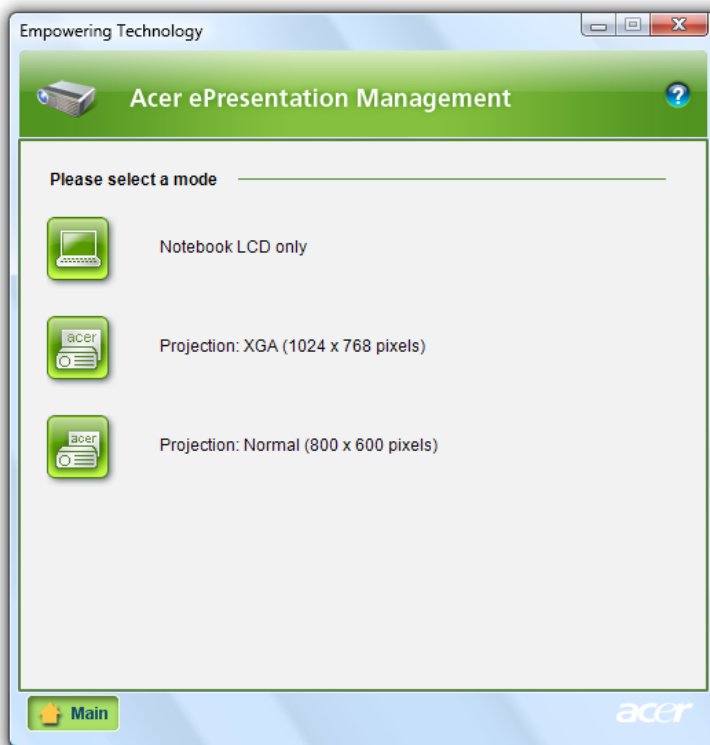 Empowering Technology
Acer ePresentation Management
?
Please select a mode
Notebook LCD only
acer
Projection: XGA (1024 x 768 pixels)
acer
Projection: Normal (800 x 600 pixels)
Main
acer